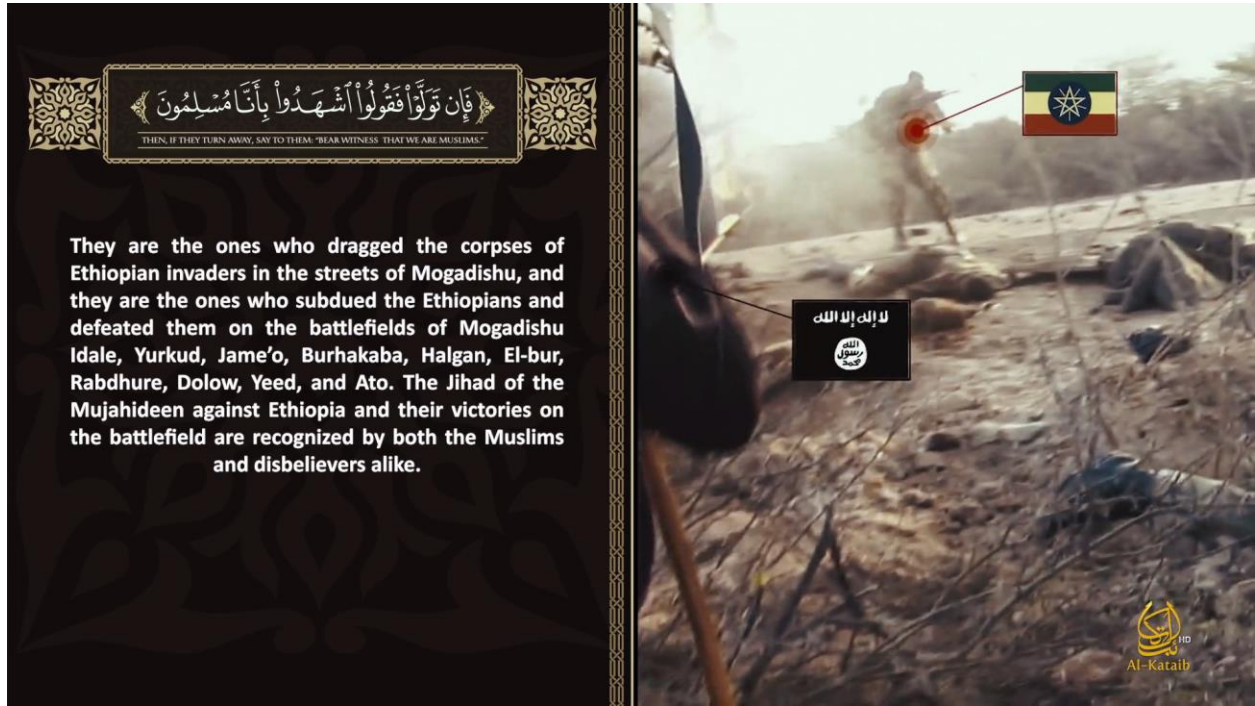 فَإِن تَوَلَّوْا۟ فَقُولُوا۟ ٱشْهَدُوا۟ بِأَنَّا مُسْلِمُونَ
THEN, IF THEY TURN AWAY, SAY TO THEM: “BEAR WITNESS THAT WE ARE MUSLIMS.”
They are the ones who dragged the corpses of
Ethiopian invaders in the streets of Mogadishu, and
they are the ones who subdued the Ethiopians and
defeated them on the battlefields of Mogadishu
Idale, Yurkud, Jame’o, Burhakaba, Halgan, El-bur,
Rabdhure, Dolow, Yeed, and Ato. The Jihad of the
Mujahideen against Ethiopia and their victories on
the battlefield are recognized by both the Muslims
and disbelievers alike.
لا إله إلا الله
الله
رسول
محمد
الكتائب
HD
Al-Kataib